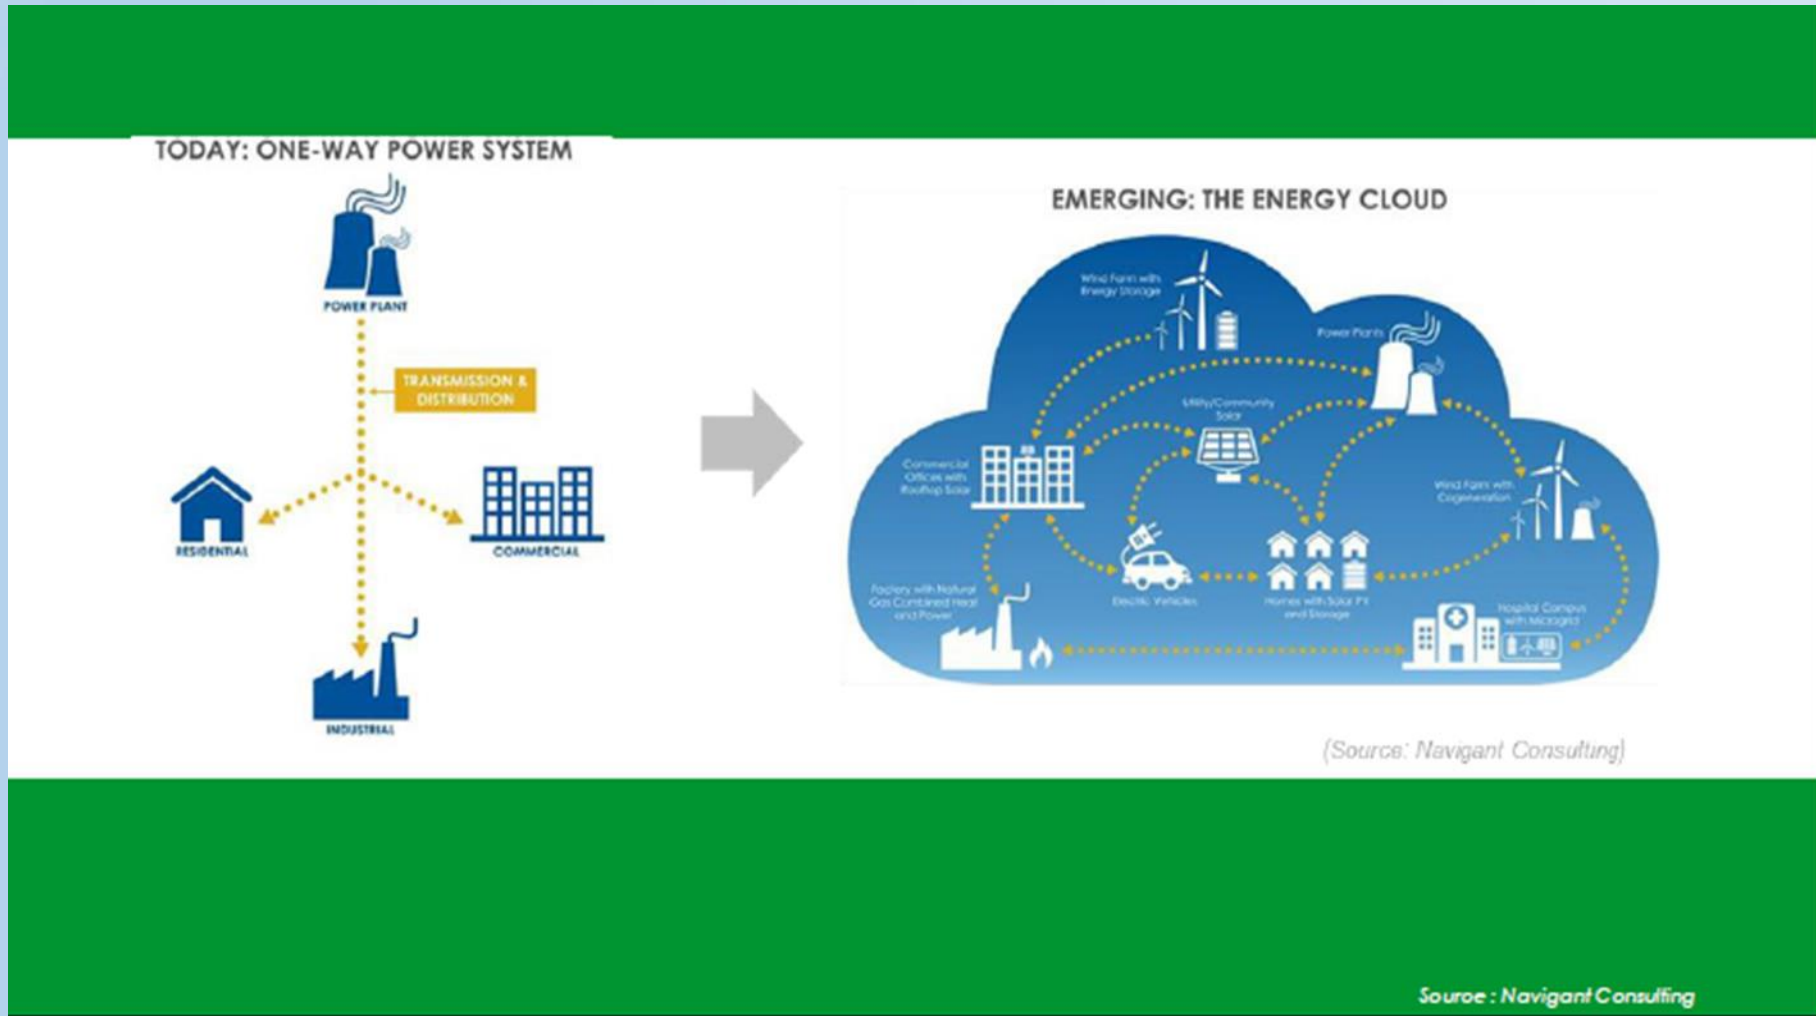 TODAY: ONE-WAY POWER SYSTEM
POWER PLANT
TRANSMISSION &
DISTRIBUTION
RESIDENTIAL
COMMERCIAL
INDUSTRIAL
EMERGING: THE ENERGY CLOUD
Wind Farm with
Energy Storage
Power Plants
Utility/Community
Solar
Commercial
Offices with
Rooftop Solar
Wind Farm with
Cogeneration
Factory with Natural
Gas Combined Heat
and Power
Electric Vehicles
Homes with Solar PV
and Storage
Hospital Campus
with Microgrid
(Source: Navigant Consulting)
Source : Navigant Consulting